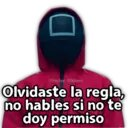 Olvidaste la regla,
no hables si no te
doy permiso